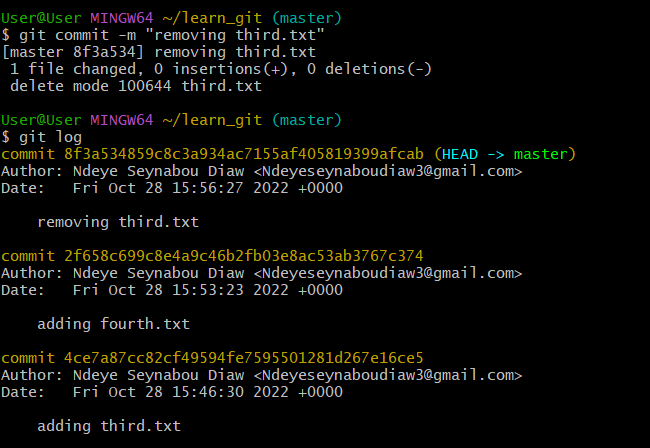 User@User MINGW64 ~/learn_git (master)
$ git commit -m "removing third.txt"
[master 8f3a534] removing third.txt
 1 file changed, 0 insertions(+), 0 deletions(-)
 delete mode 100644 third.txt

User@User MINGW64 ~/learn_git (master)
$ git log
commit 8f3a534859c8c3a934ac7155af405819399afcab (HEAD -> master)
Author: Ndeye Seynabou Diaw <Ndeyeseynaboudiaw3@gmail.com>
Date:   Fri Oct 28 15:56:27 2022 +0000

    removing third.txt

commit 2f658c699c8e4a9c46b2fb03e8ac53ab3767c374
Author: Ndeye Seynabou Diaw <Ndeyeseynaboudiaw3@gmail.com>
Date:   Fri Oct 28 15:53:23 2022 +0000

    adding fourth.txt

commit 4ce7a87cc82cf49594fe7595501281d267e16ce5
Author: Ndeye Seynabou Diaw <Ndeyeseynaboudiaw3@gmail.com>
Date:   Fri Oct 28 15:46:30 2022 +0000

    adding third.txt